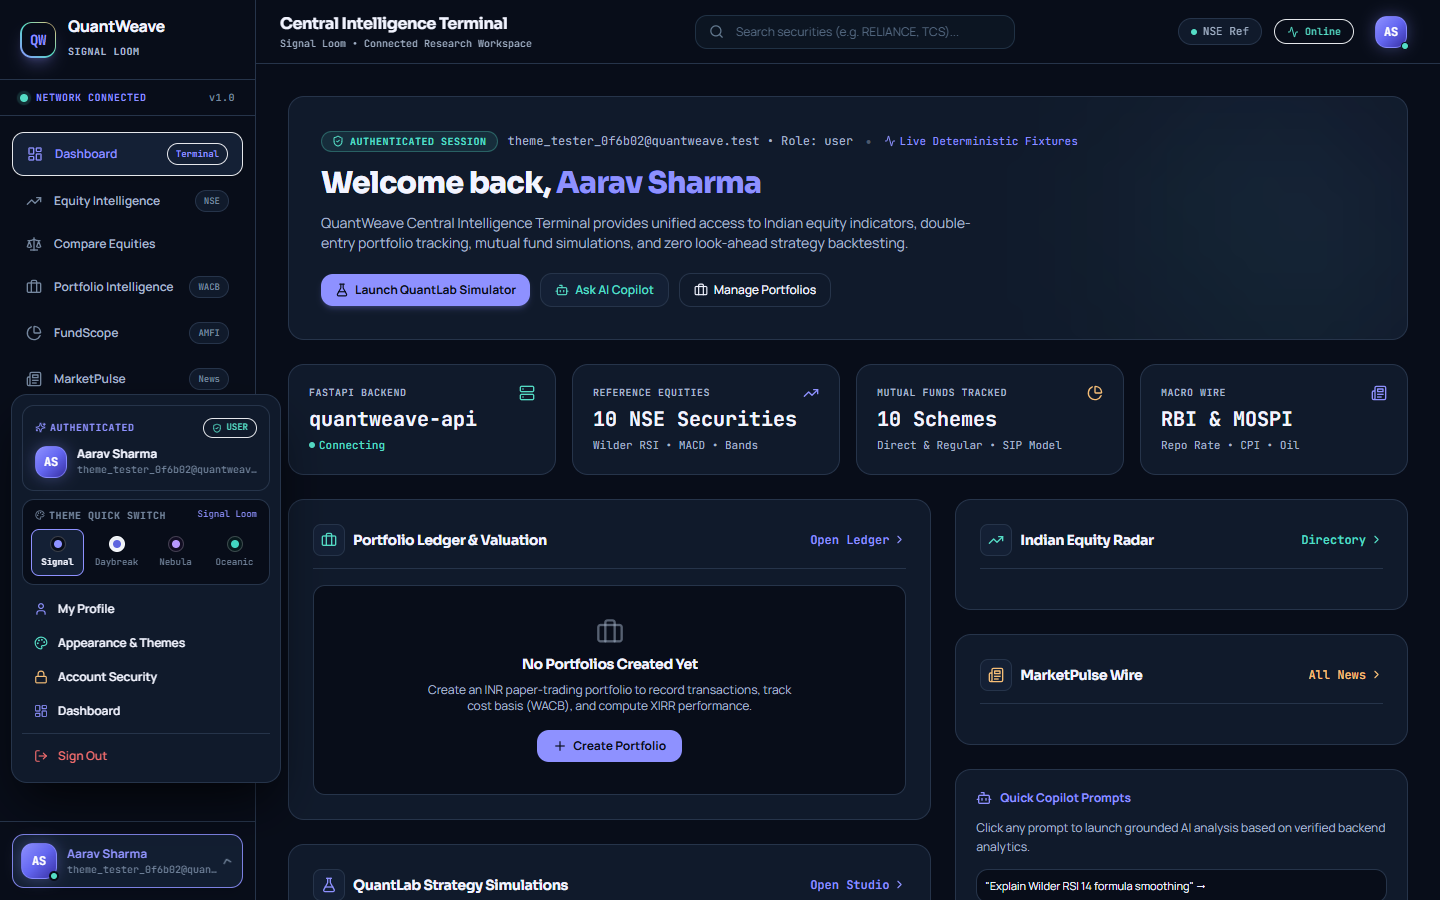 QW
QuantWeave
SIGNAL LOOM
NETWORK CONNECTED
v1.0
Dashboard
Terminal
Equity Intelligence
NSE
Compare Equities
Portfolio Intelligence
WACB
FundScope
AMFI
MarketPulse
News
AUTHENTICATED
USER
AS
Aarav Sharma
theme_tester_0f6b02@quantweav…
THEME QUICK SWITCH
Signal Loom
Signal
Daybreak
Nebula
Oceanic
My Profile
Appearance & Themes
Account Security
Dashboard
Sign Out
AS
Aarav Sharma
theme_tester_0f6b02@quan…
Central Intelligence Terminal
Signal Loom • Connected Research Workspace
Search securities (e.g. RELIANCE, TCS)...
NSE Ref
Online
AS
AUTHENTICATED SESSION
theme_tester_0f6b02@quantweave.test • Role: user
Live Deterministic Fixtures
Welcome back, Aarav Sharma
QuantWeave Central Intelligence Terminal provides unified access to Indian equity indicators, double-
entry portfolio tracking, mutual fund simulations, and zero look-ahead strategy backtesting.
Launch QuantLab Simulator
Ask AI Copilot
Manage Portfolios
FASTAPI BACKEND
quantweave-api
Connecting
REFERENCE EQUITIES
10 NSE Securities
Wilder RSI • MACD • Bands
MUTUAL FUNDS TRACKED
10 Schemes
Direct & Regular • SIP Model
MACRO WIRE
RBI & MOSPI
Repo Rate • CPI • Oil
Portfolio Ledger & Valuation
Open Ledger
No Portfolios Created Yet
Create an INR paper-trading portfolio to record transactions, track
cost basis (WACB), and compute XIRR performance.
Create Portfolio
QuantLab Strategy Simulations
Open Studio
Indian Equity Radar
Directory
MarketPulse Wire
All News
Quick Copilot Prompts
Click any prompt to launch grounded AI analysis based on verified backend
analytics.
"Explain Wilder RSI 14 formula smoothing" →